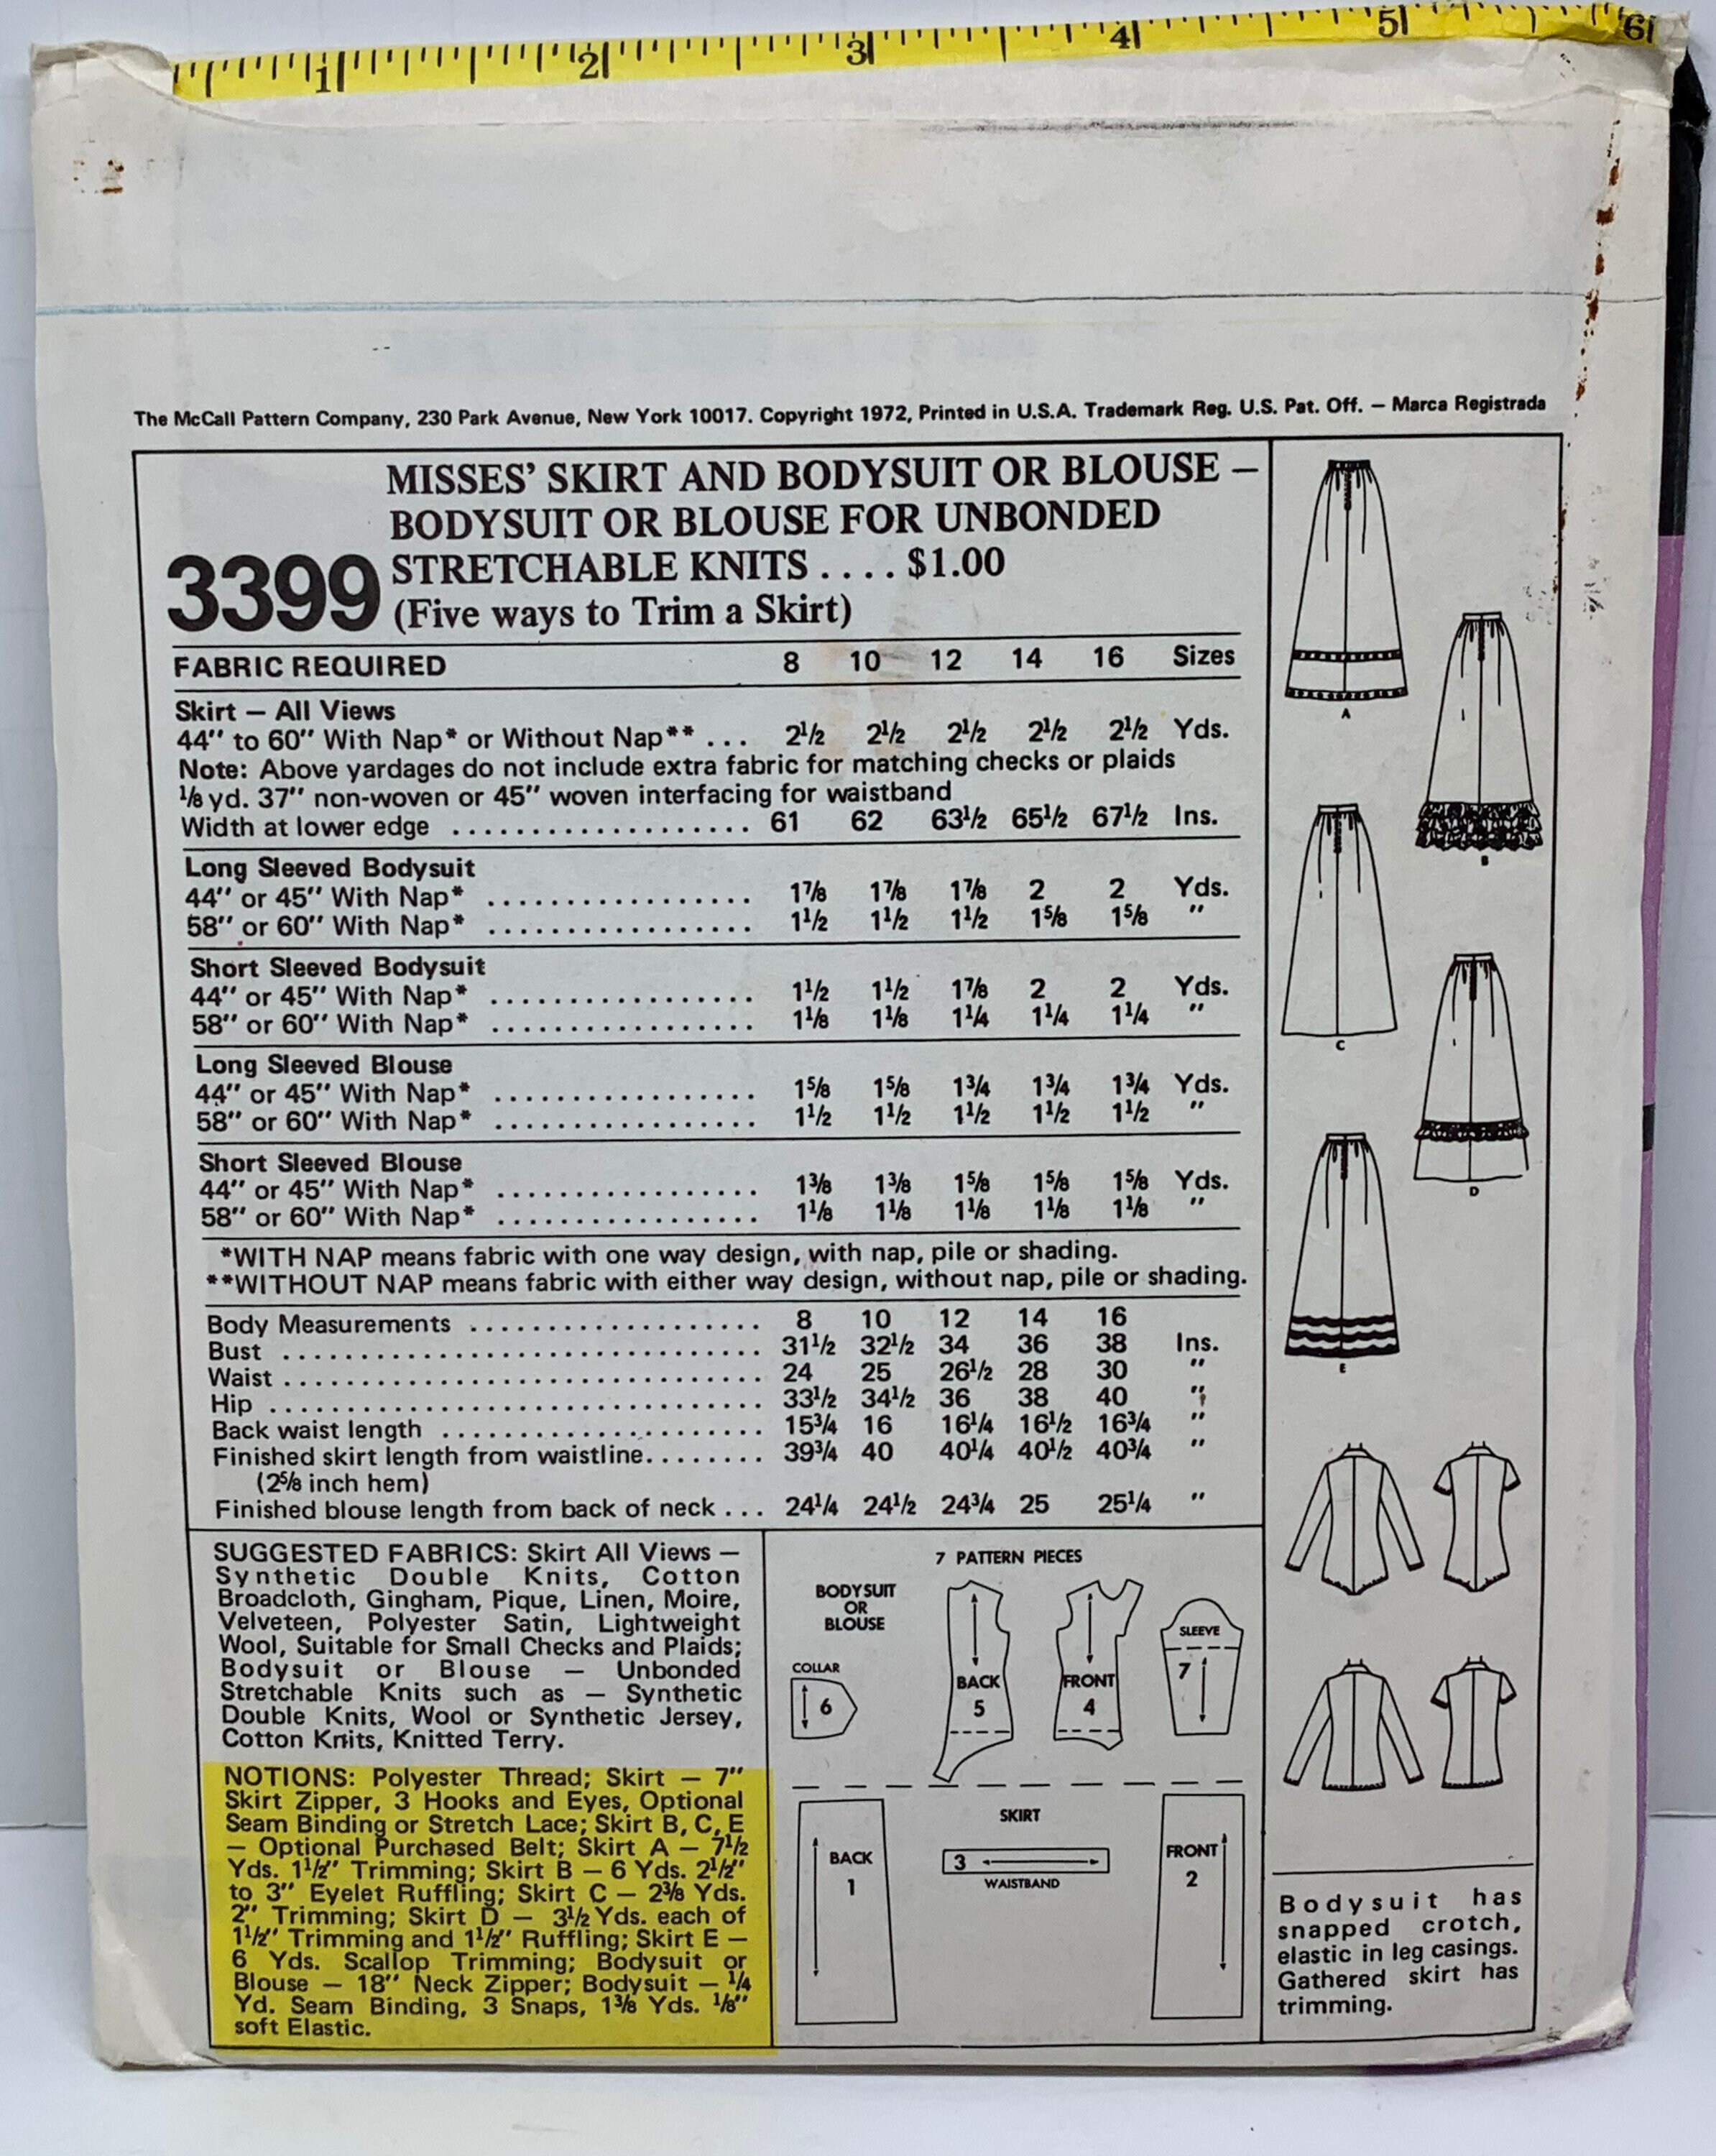 1 2 3 4 5 6
The McCall Pattern Company, 230 Park Avenue, New York 10017. Copyright 1972, Printed in U.S.A. Trademark Reg. U.S. Pat. Off. — Marca Registrada
3399
MISSES' SKIRT AND BODYSUIT OR BLOUSE —
BODYSUIT OR BLOUSE FOR UNBONDED
STRETCHABLE KNITS . . . . $1.00
(Five ways to Trim a Skirt)
FABRIC REQUIRED 8 10 12 14 16 Sizes
Skirt — All Views
44" to 60" With Nap* or Without Nap** . . . 2½ 2½ 2½ 2½ 2½ Yds.
Note: Above yardages do not include extra fabric for matching checks or plaids
⅛ yd. 37" non-woven or 45" woven interfacing for waistband
Width at lower edge . . . . . . . . . . . . . . . . . . . . 61 62 63½ 65½ 67½ Ins.
Long Sleeved Bodysuit
44" or 45" With Nap* . . . . . . . . . . . . . . . . . . 1⅞ 1⅞ 1⅞ 2 2 Yds.
58" or 60" With Nap* . . . . . . . . . . . . . . . . . . 1½ 1½ 1½ 1⅝ 1⅝ "
Short Sleeved Bodysuit
44" or 45" With Nap* . . . . . . . . . . . . . . . . . . 1½ 1½ 1⅞ 2 2 Yds.
58" or 60" With Nap* . . . . . . . . . . . . . . . . . . 1⅛ 1⅛ 1¼ 1¼ 1¼ "
Long Sleeved Blouse
44" or 45" With Nap* . . . . . . . . . . . . . . . . . . 1⅝ 1⅝ 1¾ 1¾ 1¾ Yds.
58" or 60" With Nap* . . . . . . . . . . . . . . . . . . 1½ 1½ 1½ 1½ 1½ "
Short Sleeved Blouse
44" or 45" With Nap* . . . . . . . . . . . . . . . . . . 1⅜ 1⅜ 1⅝ 1⅝ 1⅝ Yds.
58" or 60" With Nap* . . . . . . . . . . . . . . . . . . 1⅛ 1⅛ 1⅛ 1⅛ 1⅛ "
*WITH NAP means fabric with one way design, with nap, pile or shading.
**WITHOUT NAP means fabric with either way design, without nap, pile or shading.
Body Measurements . . . . . . . . . . . . . . . . . . . . 8 10 12 14 16
Bust . . . . . . . . . . . . . . . . . . . . . . . . . . . . . . . . . 31½ 32½ 34 36 38 Ins.
Waist . . . . . . . . . . . . . . . . . . . . . . . . . . . . . . . . 24 25 26½ 28 30 "
Hip . . . . . . . . . . . . . . . . . . . . . . . . . . . . . . . . . . 33½ 34½ 36 38 40 "
Back waist length . . . . . . . . . . . . . . . . . . . . . . 15¾ 16 16¼ 16½ 16¾ "
Finished skirt length from waistline. . . . . . . . 39¾ 40 40¼ 40½ 40¾ "
(2⅝ inch hem)
Finished blouse length from back of neck . . . 24¼ 24½ 24¾ 25 25¼ "
SUGGESTED FABRICS: Skirt All Views —
Synthetic Double Knits, Cotton
Broadcloth, Gingham, Pique, Linen, Moire,
Velveteen, Polyester Satin, Lightweight
Wool, Suitable for Small Checks and Plaids;
Bodysuit or Blouse — Unbonded
Stretchable Knits such as — Synthetic
Double Knits, Wool or Synthetic Jersey,
Cotton Knits, Knitted Terry.
NOTIONS: Polyester Thread; Skirt — 7"
Skirt Zipper, 3 Hooks and Eyes, Optional
Seam Binding or Stretch Lace; Skirt B, C, E
— Optional Purchased Belt; Skirt A — 7½
Yds. 1½" Trimming; Skirt B — 6 Yds. 2½"
to 3" Eyelet Ruffling; Skirt C — 2⅜ Yds.
2" Trimming; Skirt D — 3½ Yds. each of
1½" Trimming and 1½" Ruffling; Skirt E —
6 Yds. Scallop Trimming; Bodysuit or
Blouse — 18" Neck Zipper; Bodysuit — ¼
Yd. Seam Binding, 3 Snaps, 1⅜ Yds. ⅛"
soft Elastic.
7 PATTERN PIECES
BODYSUIT
OR
BLOUSE
COLLAR
6
BACK
5
FRONT
4
SLEEVE
7
SKIRT
BACK
1
3
WAISTBAND
FRONT
2
A
B
C
D
E
Bodysuit has
snapped crotch,
elastic in leg casings.
Gathered skirt has
trimming.